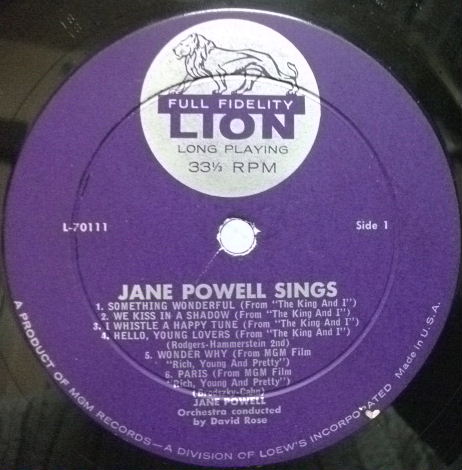 FULL FIDELITY
LION
LONG PLAYING
33⅓ RPM
L-70111
Side 1
JANE POWELL SINGS
1. SOMETHING WONDERFUL (From "The King And I")
2. WE KISS IN A SHADOW (From "The King And I")
3. I WHISTLE A HAPPY TUNE (From "The King And I")
4. HELLO, YOUNG LOVERS (From "The King And I")
(Rodgers-Hammerstein 2nd)
5. WONDER WHY (From MGM Film
"Rich, Young And Pretty")
6. PARIS (From MGM Film
"Rich, Young And Pretty")
(Brodszky-Cahn)
JANE POWELL
Orchestra conducted
by David Rose
A PRODUCT OF MGM RECORDS—A DIVISION OF LOEW'S INCORPORATED
Made in U.S.A.